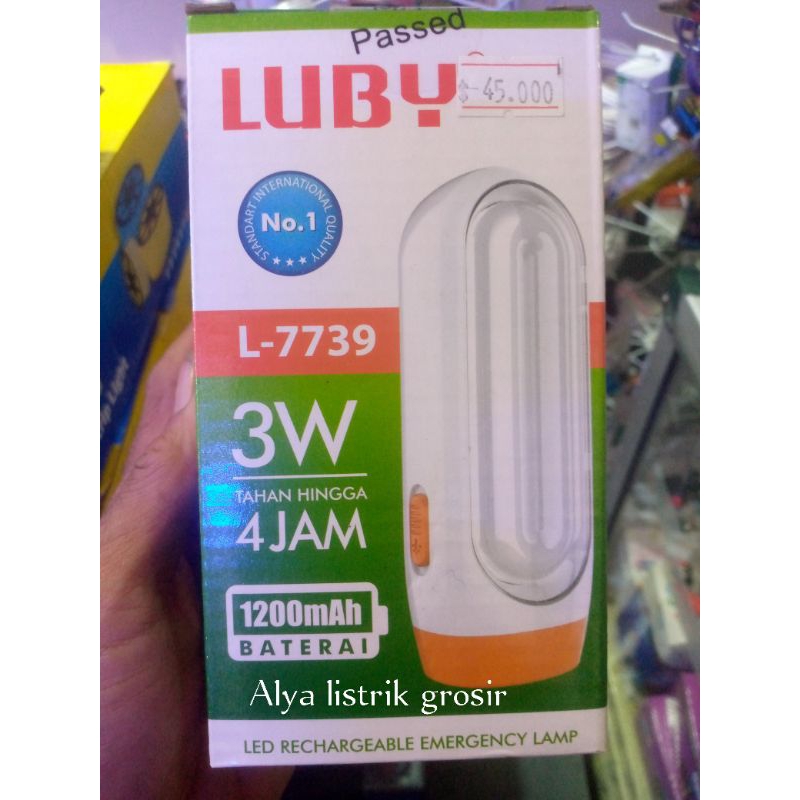 Passed
LUBY
$ 45.000
STANDART INTERNATIONAL QUALITY
No.1
L-7739
3W
TAHAN HINGGA
4 JAM
1200mAh
BATERAI
Alya listrik grosir
LED RECHARGEABLE EMERGENCY LAMP